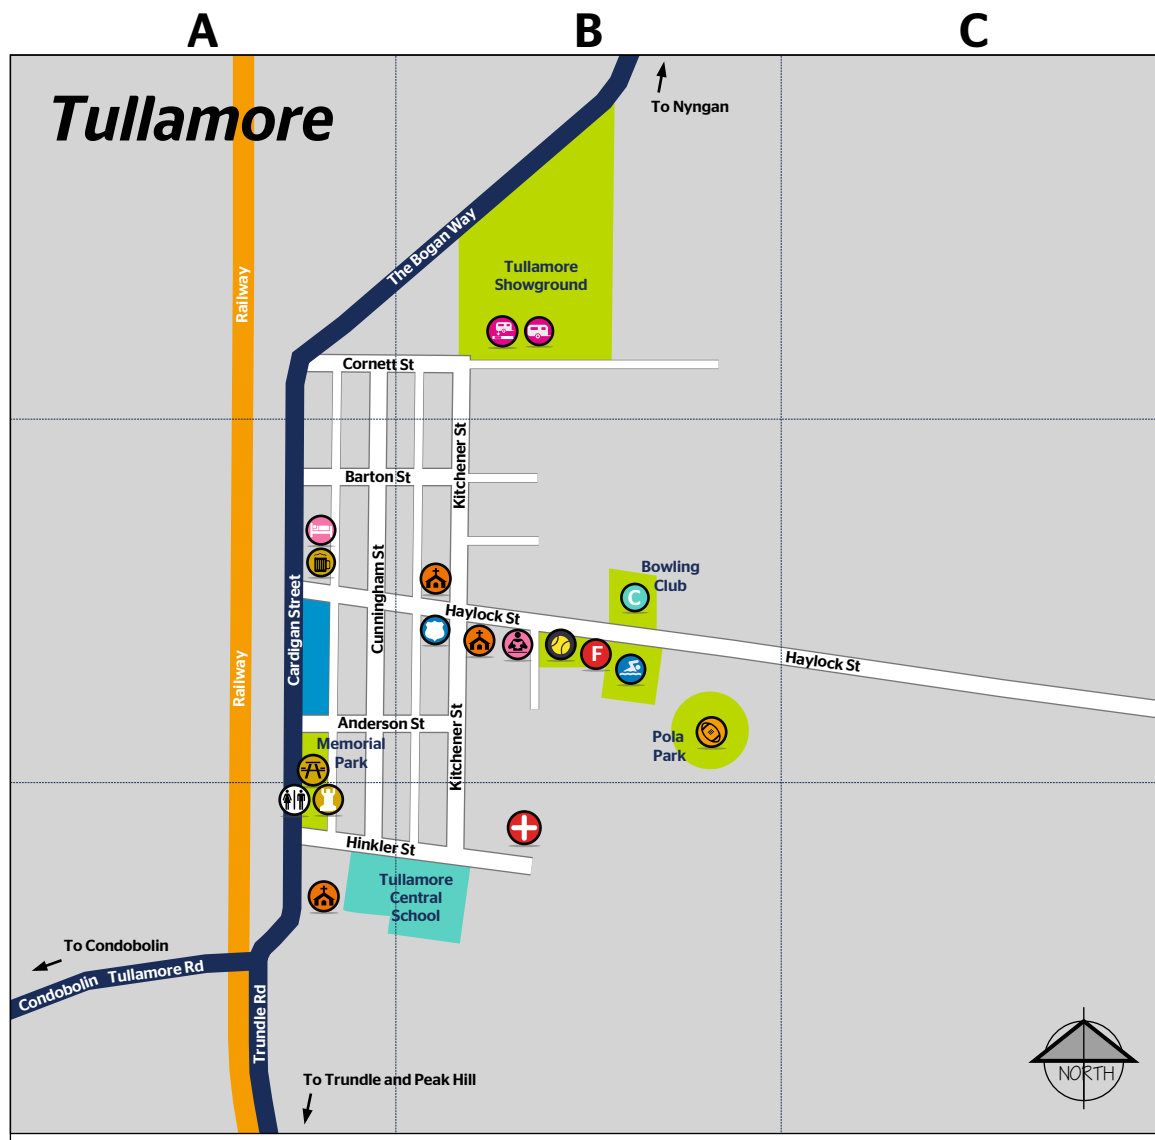 A
B
C
Tullamore
To Nyngan
The Bogan Way
Railway
Tullamore
Showground
Cornett St
Kitchener St
Barton St
Cunningham St
Cardigan Street
Bowling
Club
C
Haylock St
F
Haylock St
Railway
Anderson St
Kitchener St
Memorial
Park
Pola
Park
Hinkler St
Tullamore
Central
School
To Condobolin
Condobolin Tullamore Rd
Trundle Rd
To Trundle and Peak Hill
NORTH